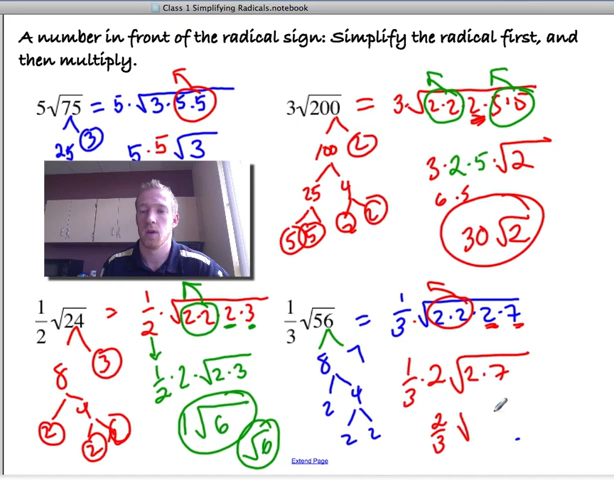 Class 1 Simplifying Radicals.notebook
A number in front of the radical sign: Simplify the radical first, and
then multiply.
5√75 = 5·√3·5·5
25 3
5·5√3
3√200 = 3·√2·2 2·5·5
100 2
3·2·5·√2
25 4
6·5
5 5 2 2
30√2
1/2 √24 = 1/2·√2·2 2·3
8 3
1/2·2·√2·3
4
2 2 2
1√6
√6
1/3 √56 = 1/3·√2·2·2·7
8 7
1/3·2√2·7
2 4
2 2
2/3 √
Extend Page